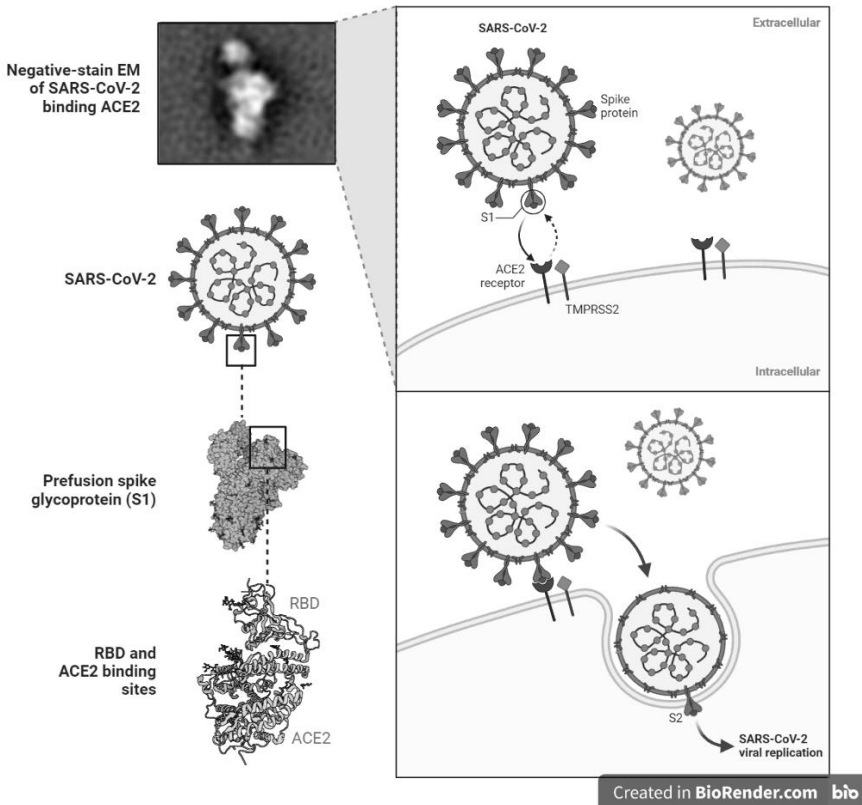 Negative-stain EM
of SARS-CoV-2
binding ACE2
SARS-CoV-2
Prefusion spike
glycoprotein (S1)
RBD
RBD and
ACE2 binding
sites
ACE2
SARS-CoV-2
Extracellular
Spike
protein
S1
ACE2
receptor
TMPRSS2
Intracellular
S2
SARS-CoV-2
viral replication
Created in BioRender.com bio